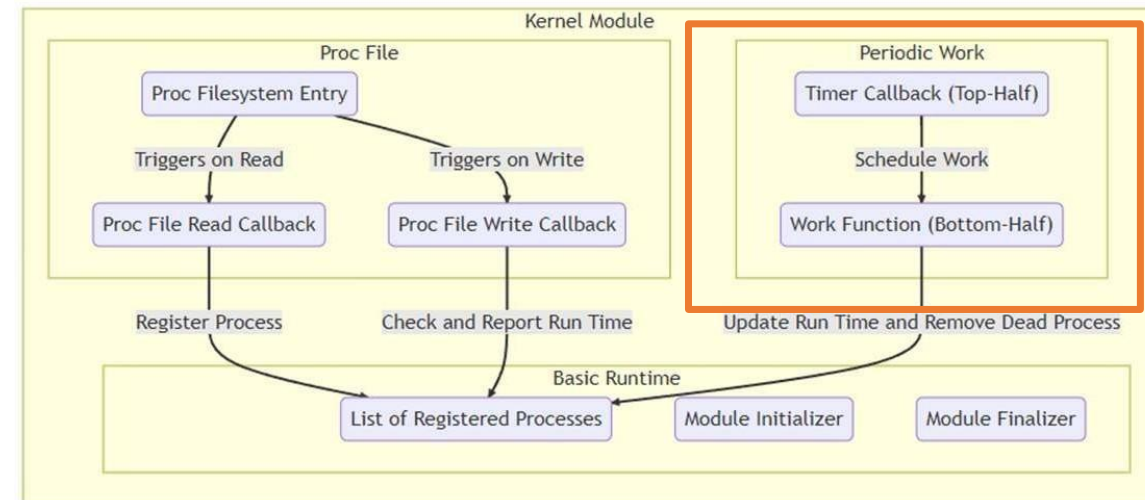 Kernel Module
Proc File
Periodic Work
Proc Filesystem Entry
Timer Callback (Top-Half)
Triggers on Read
Triggers on Write
Schedule Work
Proc File Read Callback
Proc File Write Callback
Work Function (Bottom-Half)
Register Process
Check and Report Run Time
Update Run Time and Remove Dead Process
Basic Runtime
List of Registered Processes
Module Initializer
Module Finalizer